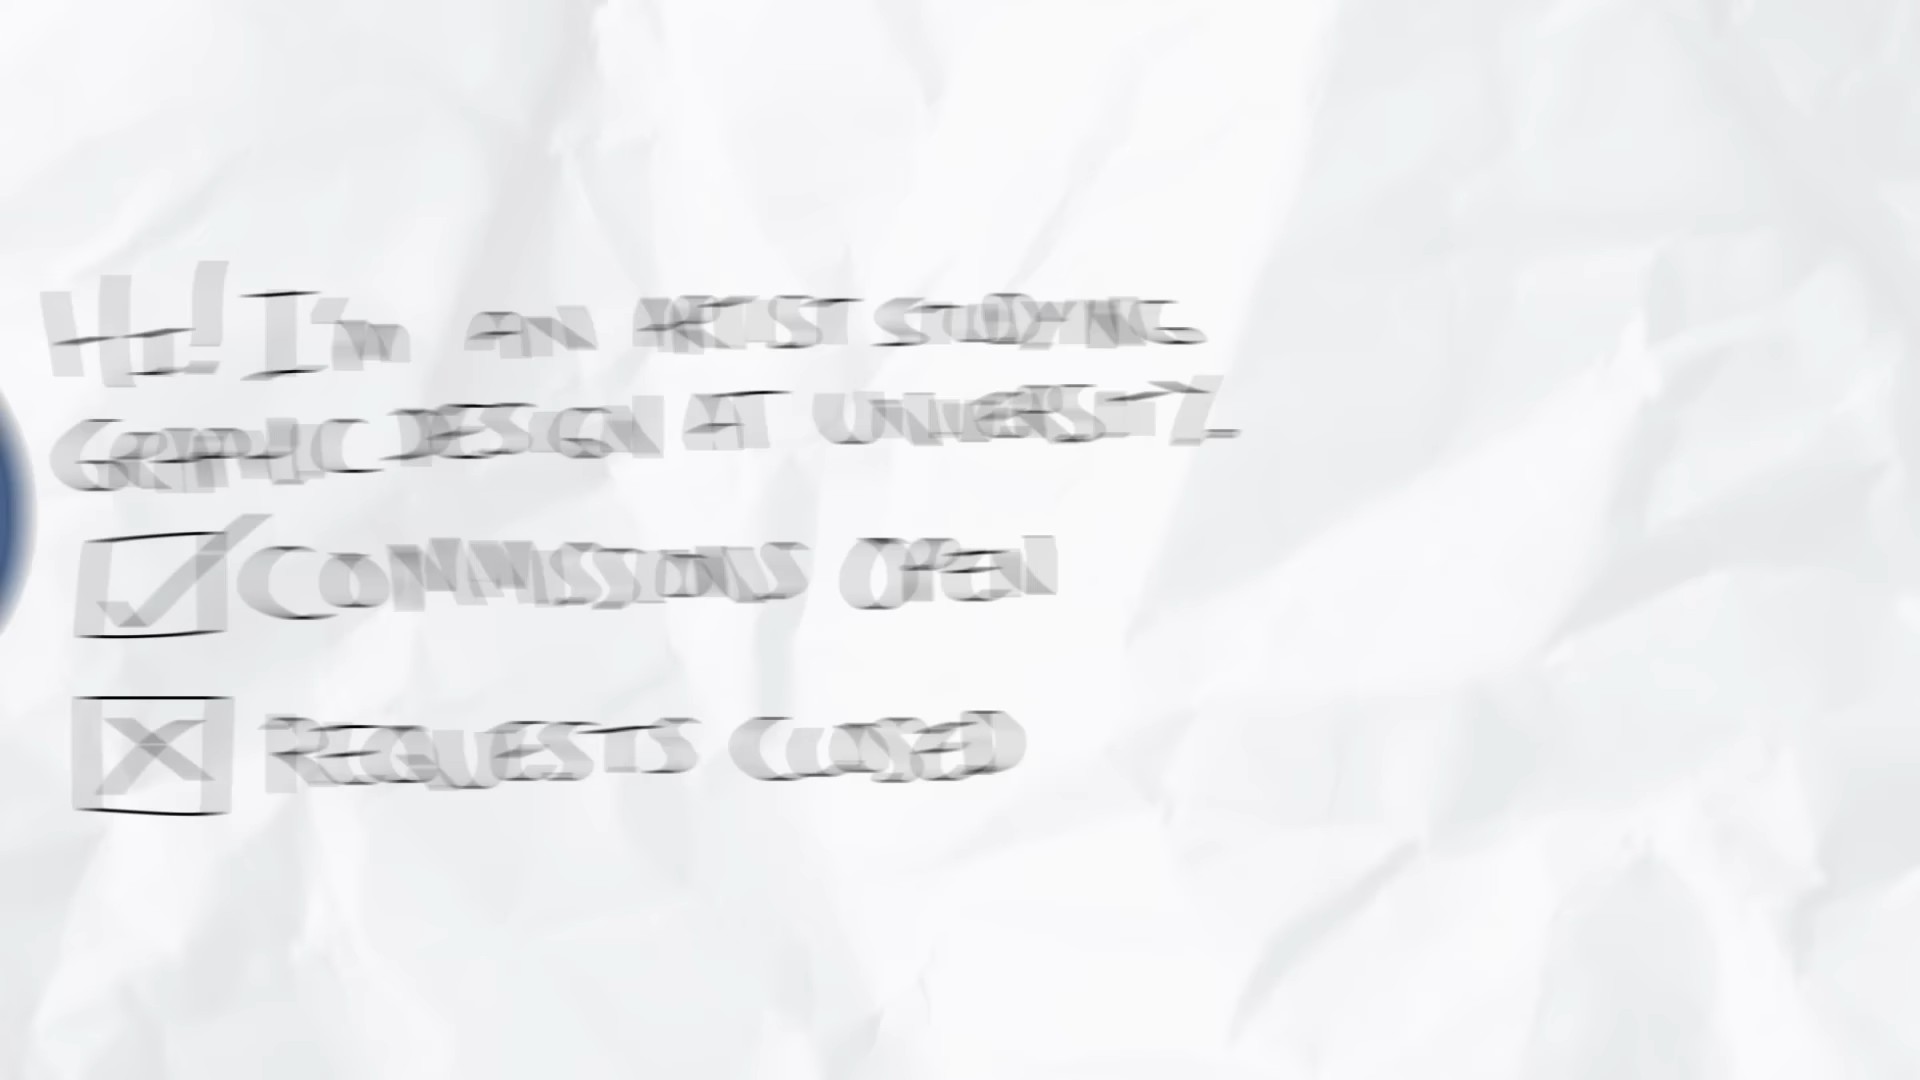 Hi! I'm an ARTIST STUDYING
GRAPHIC DESIGN AT UNIVERSITY.
COMMISSIONS OPEN
REQUESTS CLOSED